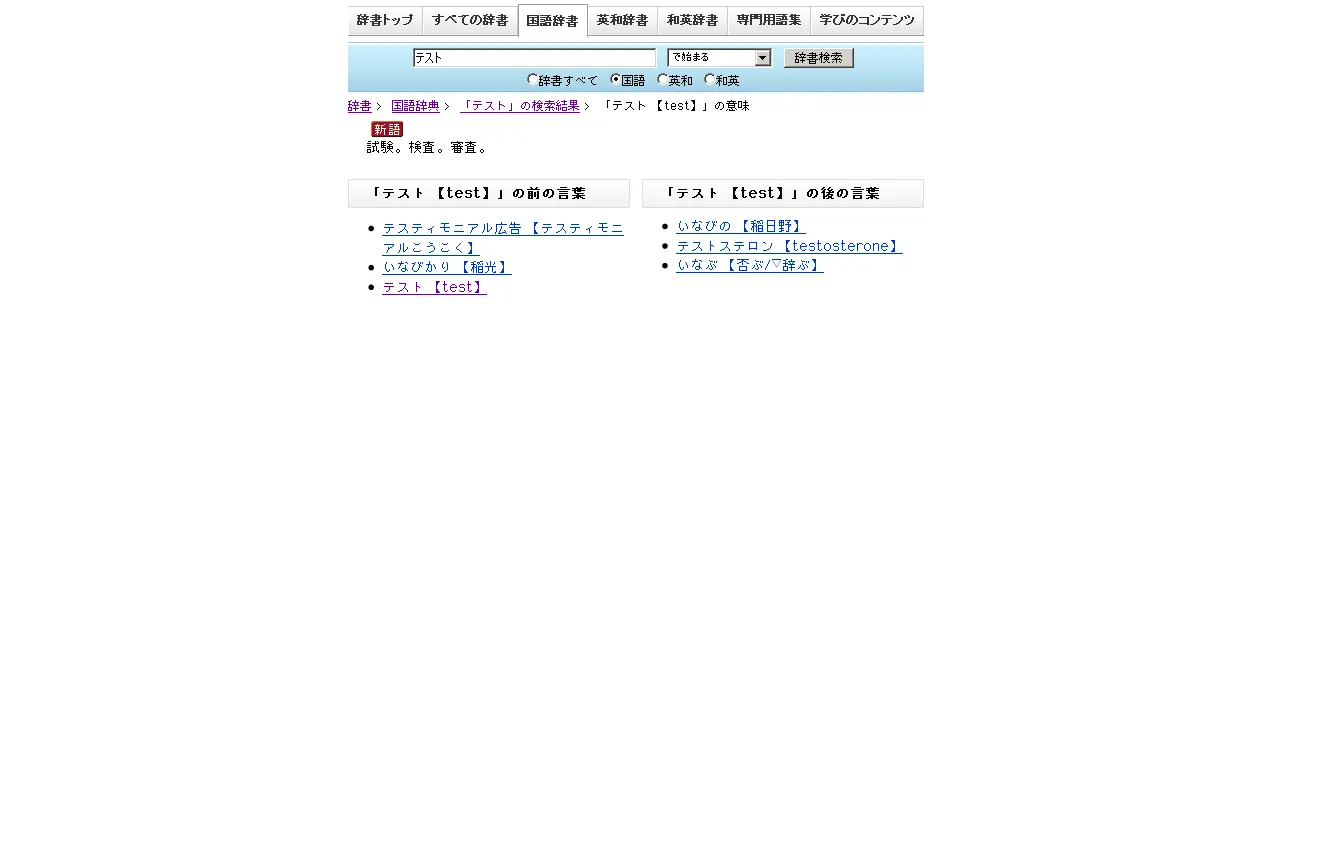 辞書トップ すべての辞書 国語辞書 英和辞書 和英辞書 専門用語集 学びのコンテンツ
テスト で始まる 辞書検索
辞書すべて 国語 英和 和英
辞書 > 国語辞典 > 「テスト」の検索結果 > 「テスト 【test】」の意味
新語
試験。検査。審査。
「テスト 【test】」の前の言葉
テスティモニアル広告 【テスティモニ
アルこうこく】
いなびかり 【稲光】
テスト 【test】
「テスト 【test】」の後の言葉
いなびの 【稲日野】
テストステロン 【testosterone】
いなぶ 【否ぶ/▽辞ぶ】